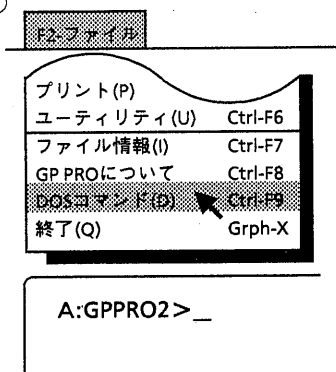 F2-ファイル
プリント(P)
ユーティリティ(U) Ctrl-F6
ファイル情報(I) Ctrl-F7
GP PROについて Ctrl-F8
DOSコマンド(D) Ctrl-F9
終了(Q) Grph-X
A:GPPRO2>_